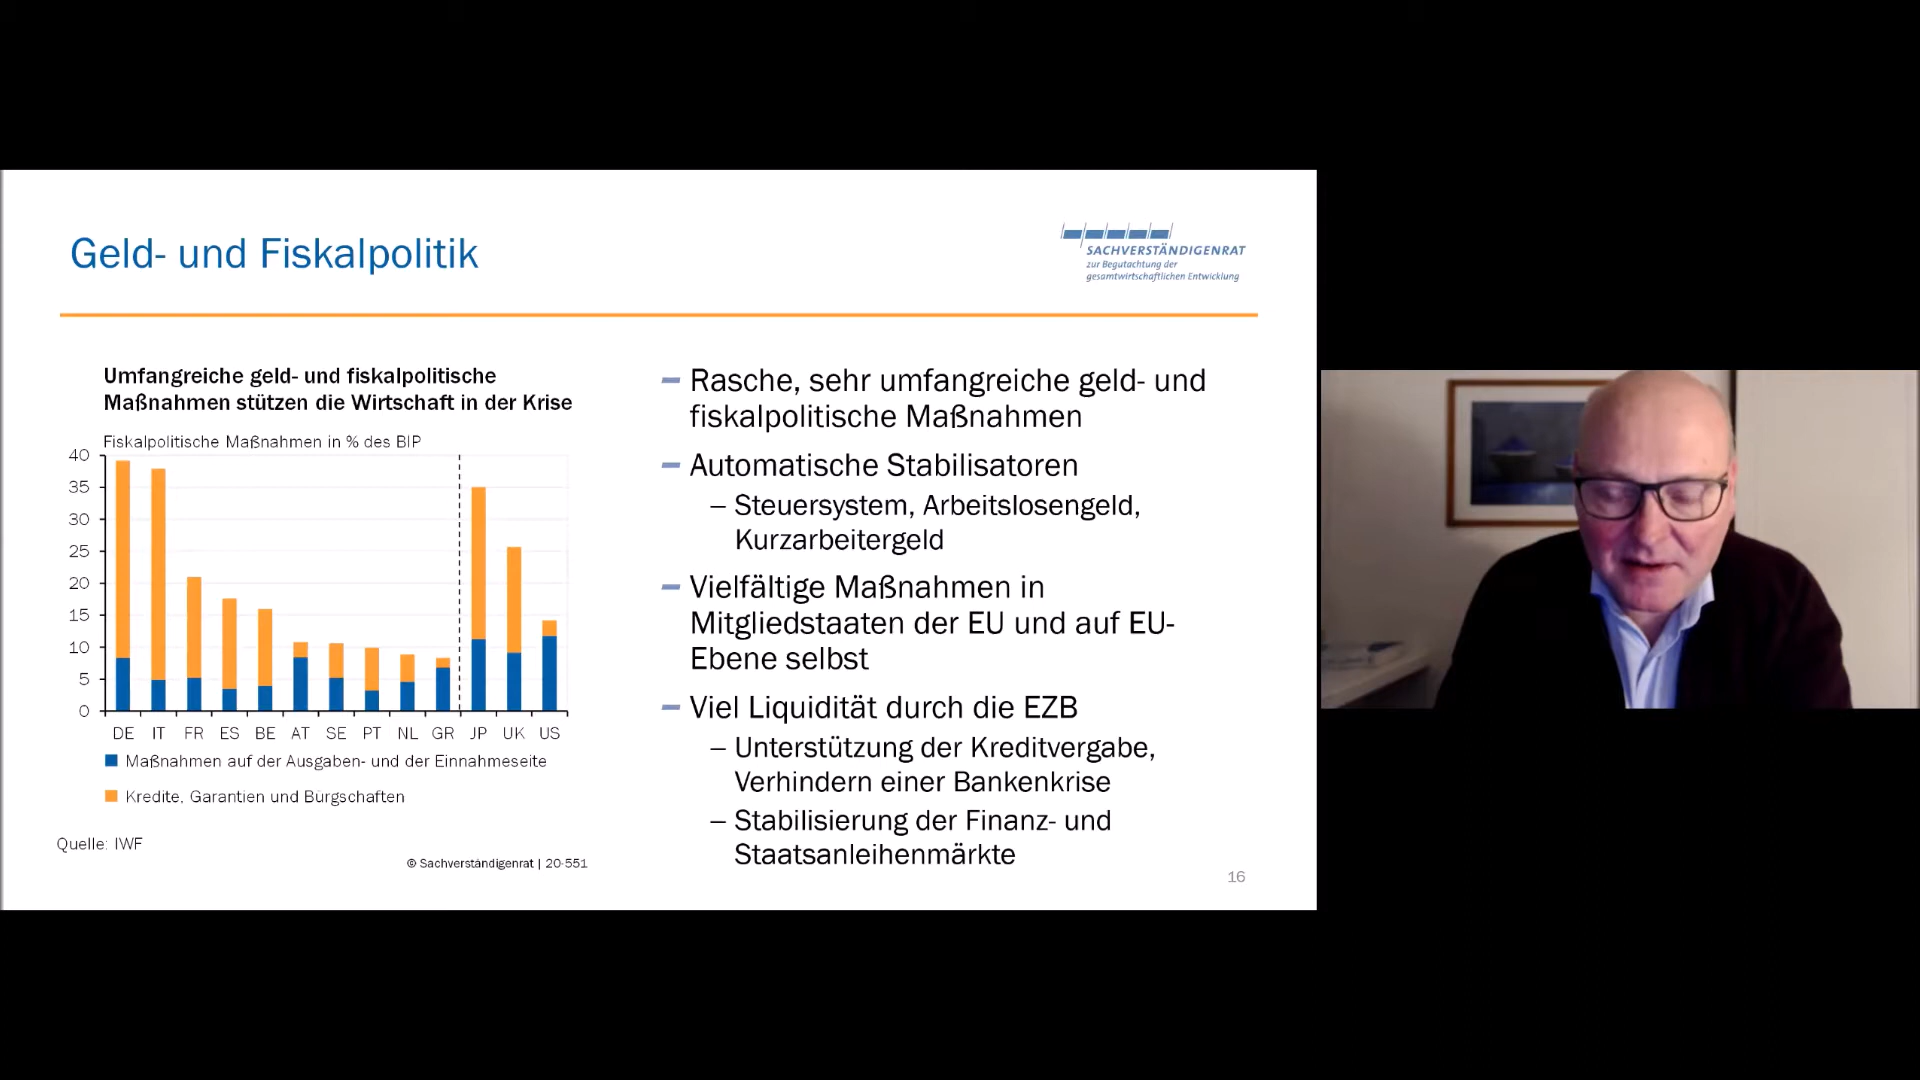 Geld- und Fiskalpolitik
SACHVERSTÄNDIGENRAT
zur Begutachtung der
gesamtwirtschaftlichen Entwicklung
Umfangreiche geld- und fiskalpolitische
Maßnahmen stützen die Wirtschaft in der Krise
Fiskalpolitische Maßnahmen in % des BIP
40
35
30
25
20
15
10
5
0
DE IT FR ES BE AT SE PT NL GR JP UK US
Maßnahmen auf der Ausgaben- und der Einnahmeseite
Kredite, Garantien und Bürgschaften
Quelle: IWF
© Sachverständigenrat | 20-551
– Rasche, sehr umfangreiche geld- und
fiskalpolitische Maßnahmen
– Automatische Stabilisatoren
– Steuersystem, Arbeitslosengeld,
Kurzarbeitergeld
– Vielfältige Maßnahmen in
Mitgliedstaaten der EU und auf EU-
Ebene selbst
– Viel Liquidität durch die EZB
– Unterstützung der Kreditvergabe,
Verhindern einer Bankenkrise
– Stabilisierung der Finanz- und
Staatsanleihenmärkte
16